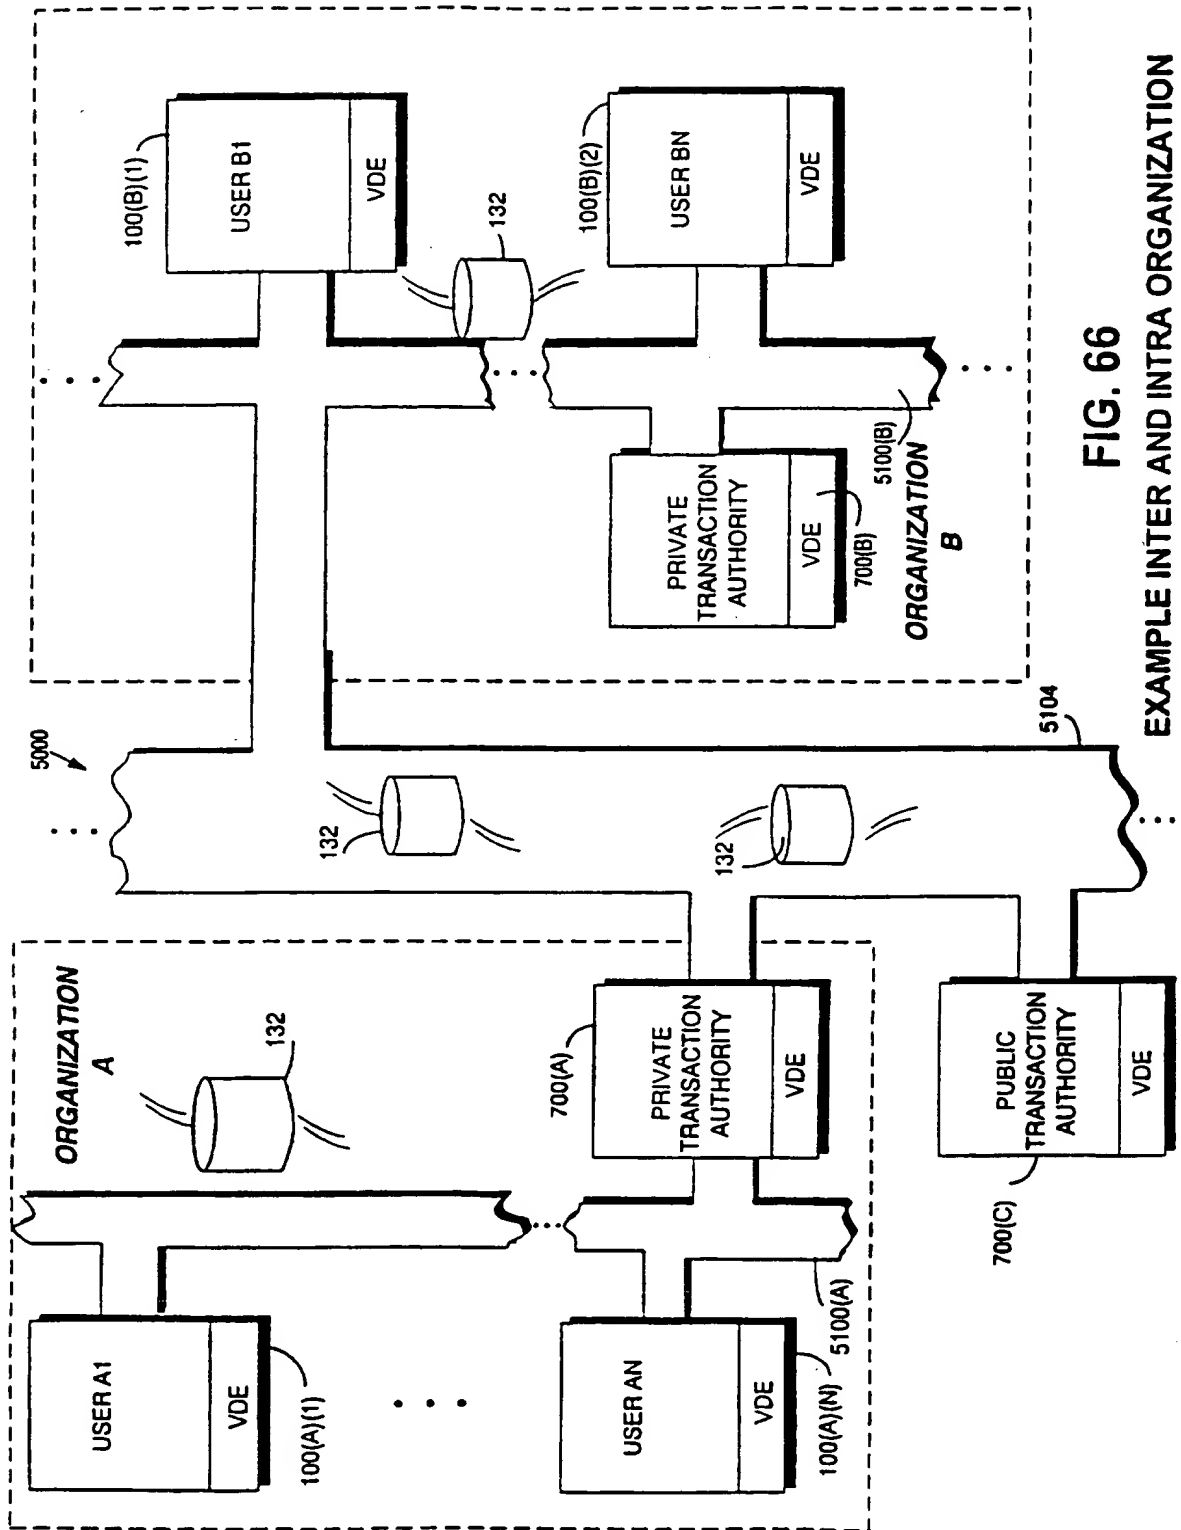 ORGANIZATION
A
132
USER A1
VDE
100(A)(1)
USER AN
VDE
100(A)(N)
5100(A)
700(A)
PRIVATE
TRANSACTION
AUTHORITY
VDE
PUBLIC
TRANSACTION
AUTHORITY
VDE
700(C)
5000
132
132
5104
100(B)(1)
USER B1
VDE
132
100(B)(2)
USER BN
VDE
PRIVATE
TRANSACTION
AUTHORITY
VDE
700(B)
5100(B)
ORGANIZATION
B
FIG. 66
EXAMPLE INTER AND INTRA ORGANIZATION